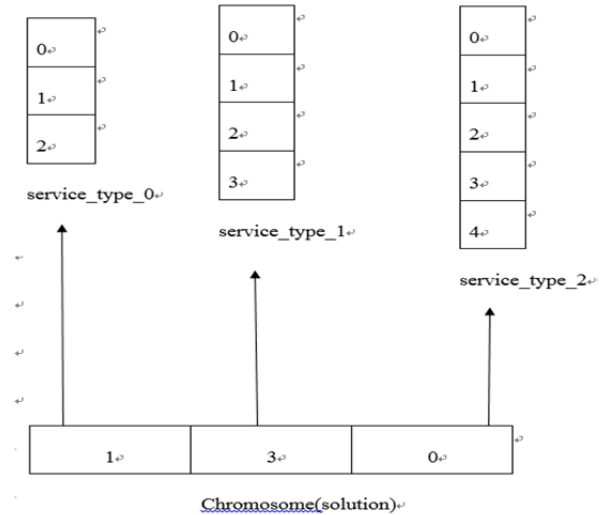 0
1
2
service_type_0
0
1
2
3
service_type_1
0
1
2
3
4
service_type_2
1 3 0
Chromosome(solution)